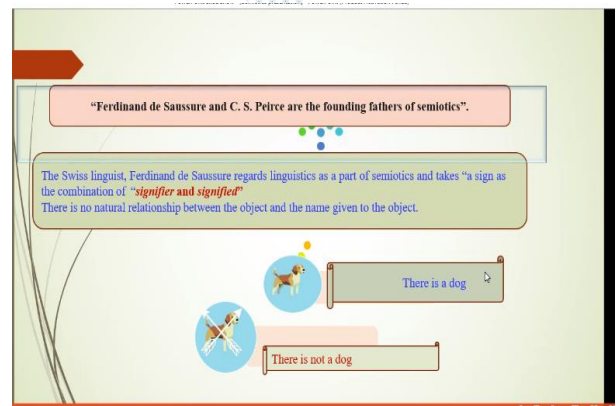 “Ferdinand de Saussure and C. S. Peirce are the founding fathers of semiotics”.
The Swiss linguist, Ferdinand de Saussure regards linguistics as a part of semiotics and takes “a sign as
the combination of “signifier and signified”
There is no natural relationship between the object and the name given to the object.
There is a dog
There is not a dog